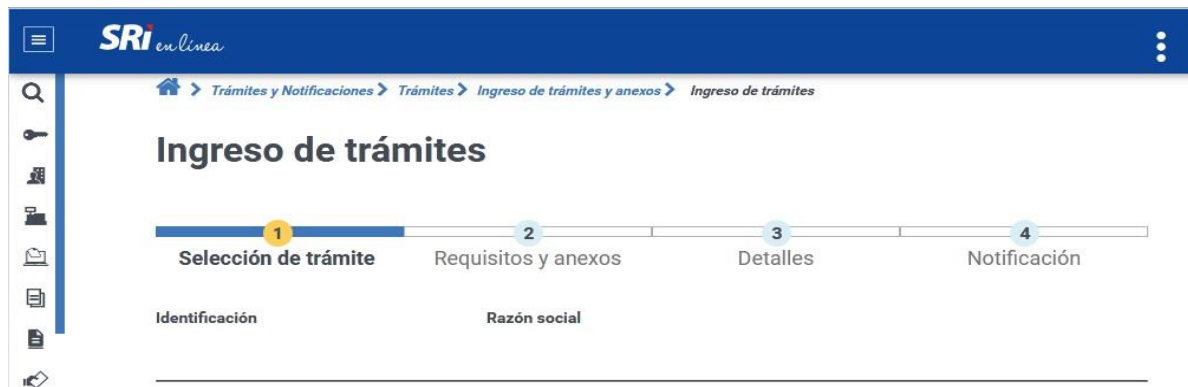 SRi en línea
Trámites y Notificaciones > Trámites > Ingreso de trámites y anexos > Ingreso de trámites
Ingreso de trámites
1 2 3 4
Selección de trámite Requisitos y anexos Detalles Notificación
Identificación Razón social